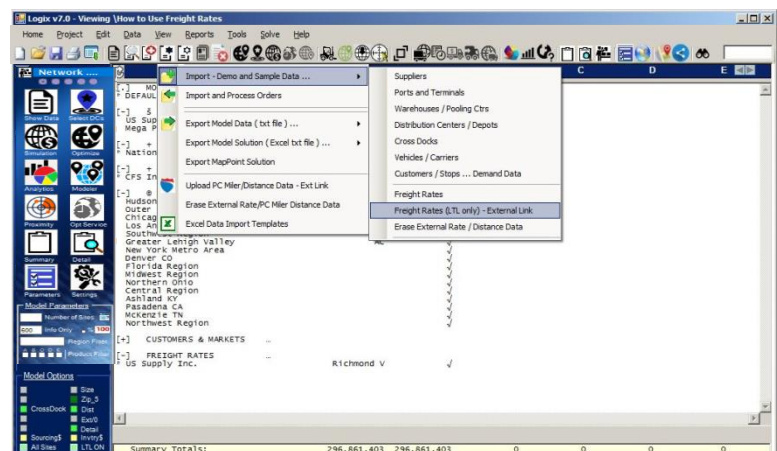 Logix v7.0 - Viewing \How to Use Freight Rates
Home Project Edit Data View Reports Tools Solve Help
Network ....
C D E
Show Data Select DCs
Simulation Optimize
Analytics Modeler
Proximity Opt Service
Summary Detail
Parameters Settings
Model Parameters
Number of Sites
600 Info Only % 100
Region Filter
Product Filter
Model Options
Size
Zip_5
CrossDock Dist
Ext/0
Detail
Sourcing$ Invtry$
All Sites LTL ON
Import - Demo and Sample Data ...
Import and Process Orders
Export Model Data ( txt file ) ...
Export Model Solution ( Excel txt file ) ...
Export MapPoint Solution
Upload PC Miler/Distance Data - Ext Link
Erase External Rate/PC Miler Distance Data
Excel Data Import Templates
Suppliers
Ports and Terminals
Warehouses / Pooling Ctrs
Distribution Centers / Depots
Cross Docks
Vehicles / Carriers
Customers / Stops ... Demand Data
Freight Rates
Freight Rates (LTL only) - External Link
Erase External Rate / Distance Data
[.] MO
* DEFAUL
[-] $
US Sup
Mega P
[-] +
* Nation
[-] +
* CFS In
[-] @
Hudson
Outer
Chicag
Los An
Southwest Region
Greater Lehigh Valley
New York Metro Area √
Denver CO √
Florida Region √
Midwest Region √
Northern Ohio √
Central Region √
Ashland KY √
Pasadena CA √
McKenzie TN √
Northwest Region √
[+] CUSTOMERS & MARKETS ...
[-] FREIGHT RATES ...
* US Supply Inc. Richmond V √
Summary Totals: 296,861,403 296,861,403 0 0 0 0